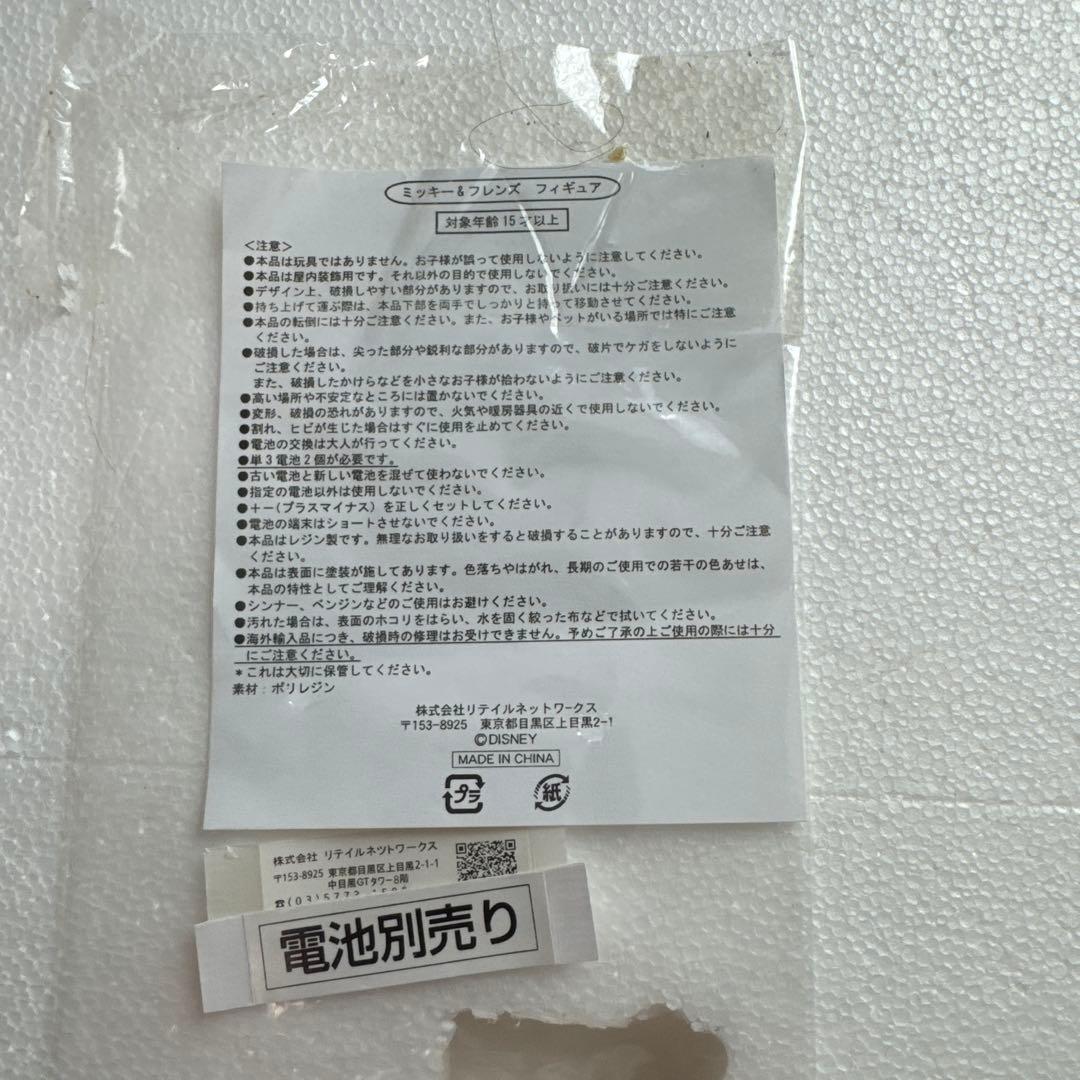 ミッキー&フレンズ フィギュア
対象年齢15才以上
<注意>
●本品は玩具ではありません。お子様が誤って使用しないように注意してください。
●本品は屋内装飾用です。それ以外の目的で使用しないでください。
●デザイン上、破損しやすい部分がありますので、お取り扱いには十分ご注意ください。
●持ち上げて運ぶ際は、本品下部を両手でしっかりと持って移動させてください。
●本品の転倒には十分ご注意ください。また、お子様やペットがいる場所では特にご注意
ください。
●破損した場合は、尖った部分や鋭利な部分がありますので、破片でケガをしないように
ご注意ください。
また、破損したかけらなどを小さなお子様が拾わないようにご注意ください。
●高い場所や不安定なところには置かないでください。
●変形、破損の恐れがありますので、火気や暖房器具の近くで使用しないでください。
●割れ、ヒビが生じた場合はすぐに使用を止めてください。
●電池の交換は大人が行ってください。
●単3電池2個が必要です。
●古い電池と新しい電池を混ぜて使わないでください。
●指定の電池以外は使用しないでください。
●+−(プラスマイナス)を正しくセットしてください。
●電池の端末はショートさせないでください。
●本品はレジン製です。無理なお取り扱いをすると破損することがありますので、十分ご注意
ください。
●本品は表面に塗装が施してあります。色落ちやはがれ、長期のご使用での若干の色あせは、
本品の特性としてご理解ください。
●シンナー、ベンジンなどのご使用はお避けください。
●汚れた場合は、表面のホコリをはらい、水を固く絞った布などで拭いてください。
●海外輸入品につき、破損時の修理はお受けできません。予めご了承の上ご使用の際には十分
にご注意ください。
*これは大切に保管してください。
素材:ポリレジン
株式会社リテイルネットワークス
〒153-8925 東京都目黒区上目黒2-1
©DISNEY
MADE IN CHINA
プラ 紙
株式会社 リテイルネットワークス
〒153-8925 東京都目黒区上目黒2-1-1
中目黒GTタワー8階
☎(03)5773-
電池別売り